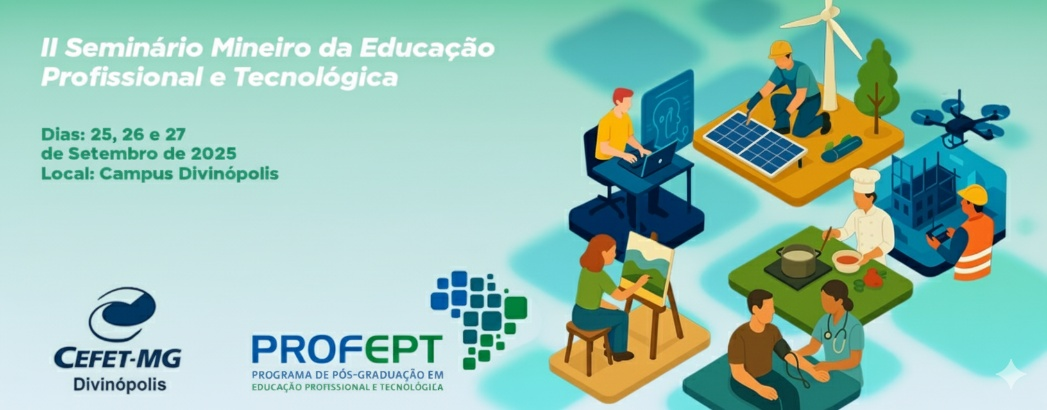 II Seminário Mineiro da Educação
Profissional e Tecnológica
Dias: 25, 26 e 27
de Setembro de 2025
Local: Campus Divinópolis
CEFET-MG
Divinópolis
PROFEPT
PROGRAMA DE PÓS-GRADUAÇÃO EM
EDUCAÇÃO PROFISSIONAL E TECNOLÓGICA